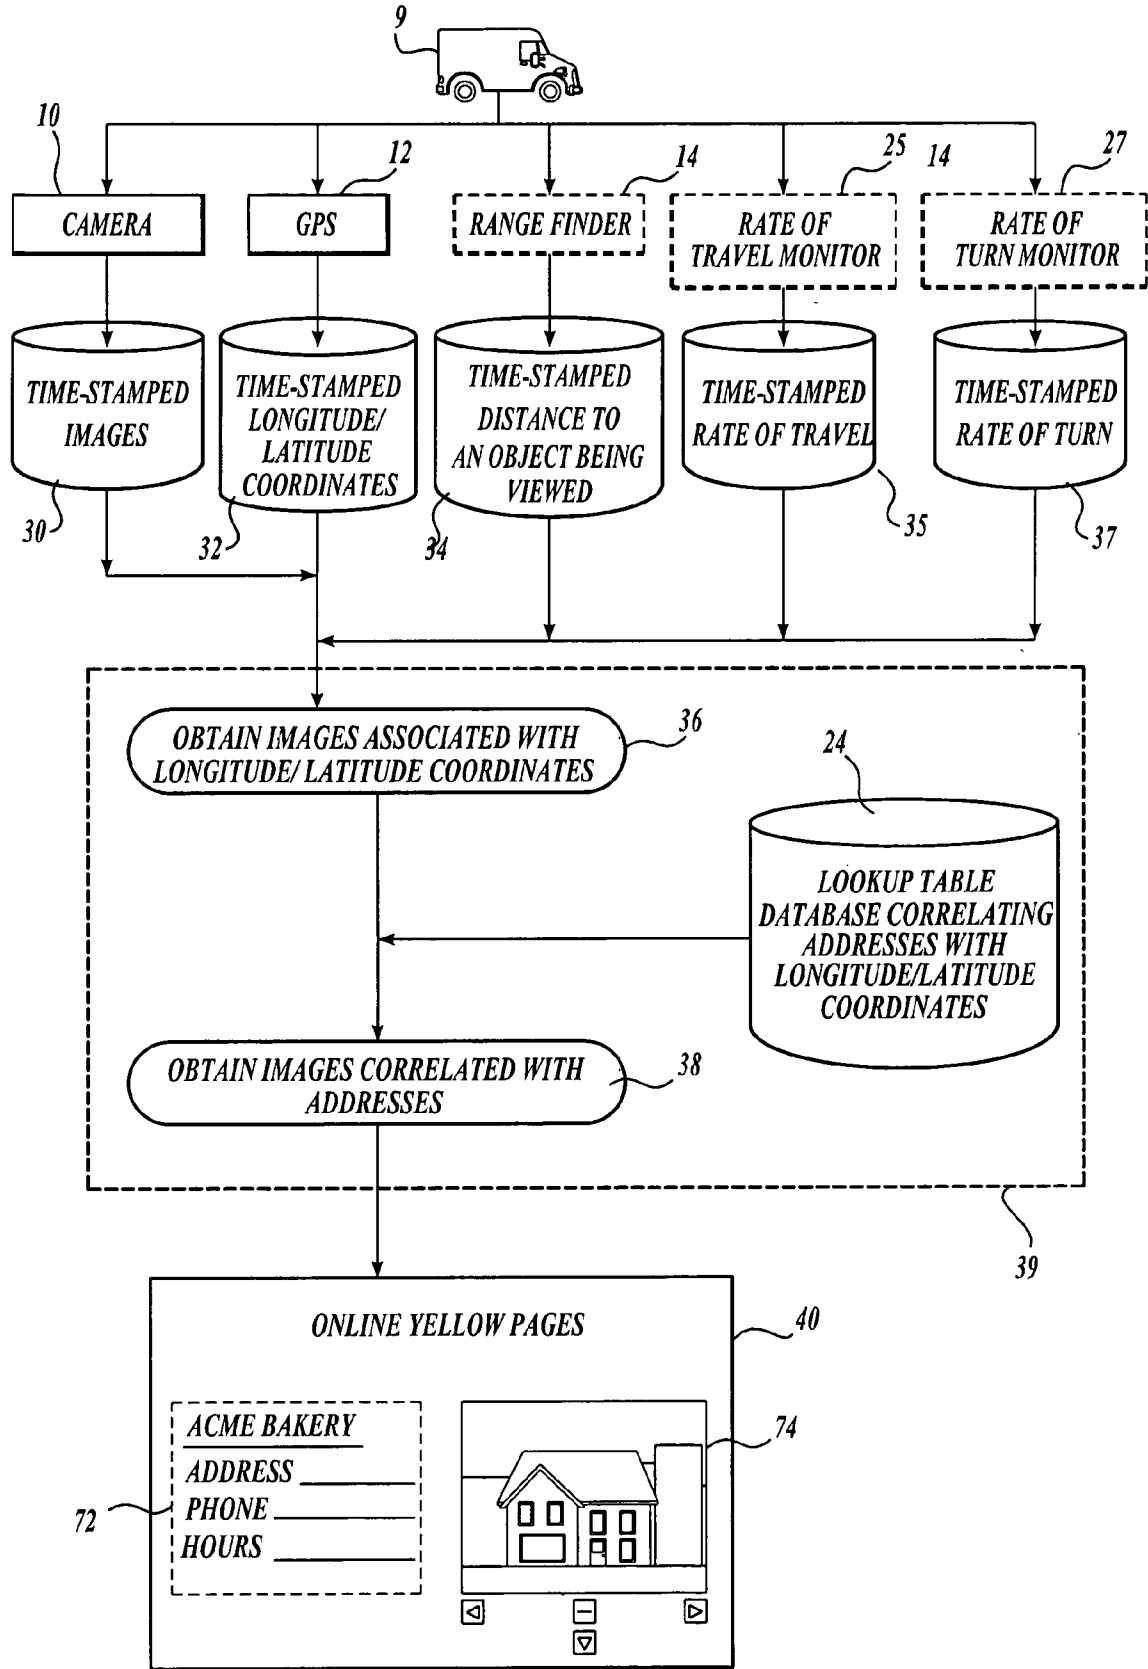 9
10
12
14
25
14
27
CAMERA
GPS
RANGE FINDER
RATE OF
TRAVEL MONITOR
RATE OF
TURN MONITOR
TIME-STAMPED
IMAGES
TIME-STAMPED
LONGITUDE/
LATITUDE
COORDINATES
TIME-STAMPED
DISTANCE TO
AN OBJECT BEING
VIEWED
TIME-STAMPED
RATE OF TRAVEL
TIME-STAMPED
RATE OF TURN
30
32
34
35
37
OBTAIN IMAGES ASSOCIATED WITH
LONGITUDE/ LATITUDE COORDINATES
36
24
LOOKUP TABLE
DATABASE CORRELATING
ADDRESSES WITH
LONGITUDE/LATITUDE
COORDINATES
OBTAIN IMAGES CORRELATED WITH
ADDRESSES
38
39
ONLINE YELLOW PAGES
40
ACME BAKERY
ADDRESS
PHONE
HOURS
72
74